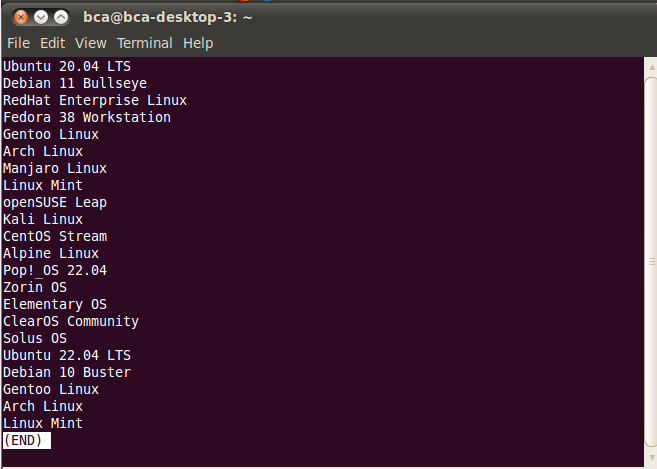 bca@bca-desktop-3: ~
File Edit View Terminal Help
Ubuntu 20.04 LTS
Debian 11 Bullseye
RedHat Enterprise Linux
Fedora 38 Workstation
Gentoo Linux
Arch Linux
Manjaro Linux
Linux Mint
openSUSE Leap
Kali Linux
CentOS Stream
Alpine Linux
Pop!_OS 22.04
Zorin OS
Elementary OS
ClearOS Community
Solus OS
Ubuntu 22.04 LTS
Debian 10 Buster
Gentoo Linux
Arch Linux
Linux Mint
(END)